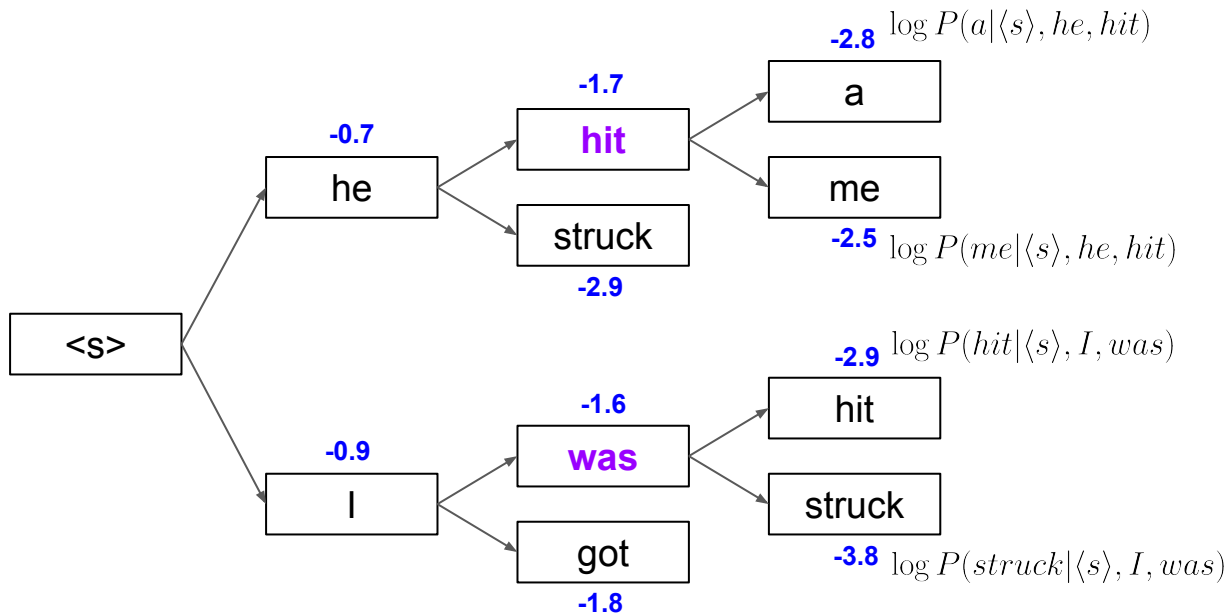 -2.8 log P(a|⟨s⟩, he, hit)
-1.7
a
-0.7
hit
he
me
struck
-2.5 log P(me|⟨s⟩, he, hit)
-2.9
<s>
-2.9 log P(hit|⟨s⟩, I, was)
-1.6
hit
-0.9
was
I
struck
got
-3.8 log P(struck|⟨s⟩, I, was)
-1.8